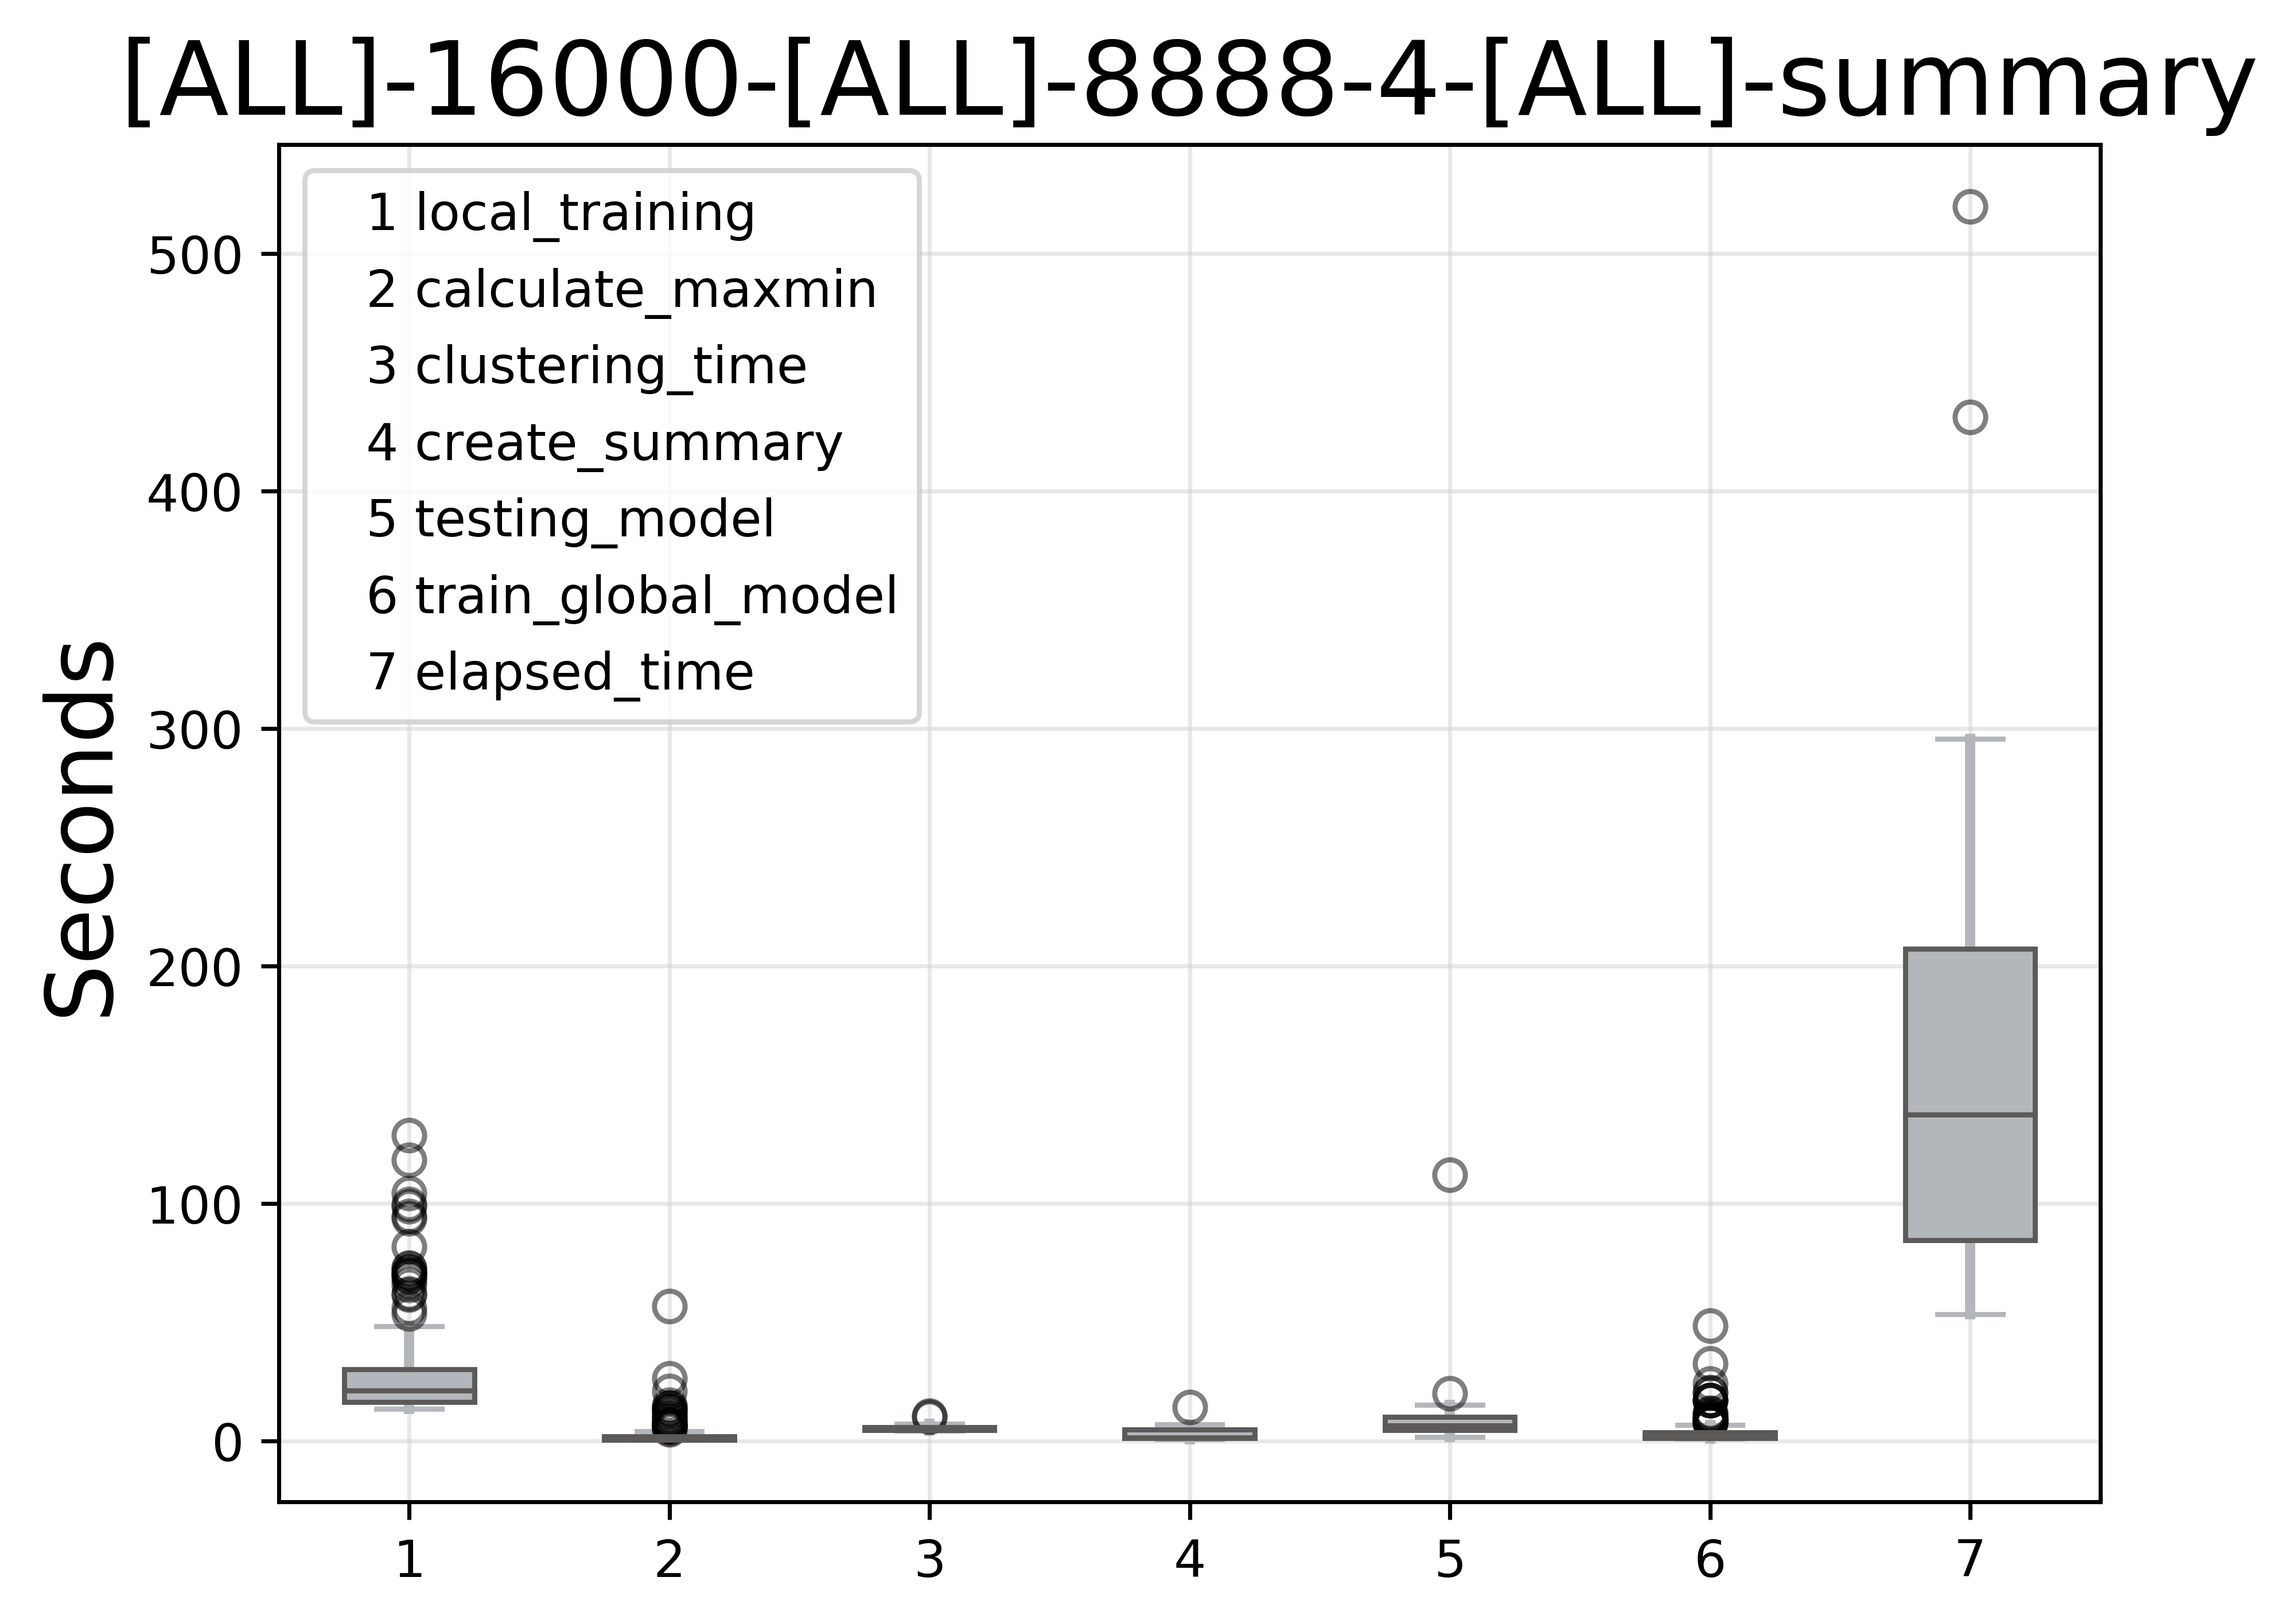 [ALL]-16000-[ALL]-8888-4-[ALL]-summary
1 local_training
2 calculate_maxmin
3 clustering_time
4 create_summary
5 testing_model
6 train_global_model
7 elapsed_time
Seconds
500
400
300
200
100
0
1 2 3 4 5 6 7